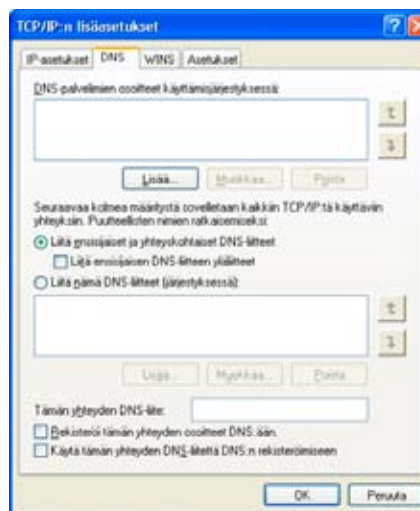 TCP/IP:n lisäasetukset
IP-asetukset DNS WINS Asetukset
DNS-palvelimien osoitteet käyttämisjärjestyksessä:
Lisää... Muokkaa... Poista
Seuraavaa kolmea määritystä sovelletaan kaikkiin TCP/IP:tä käyttäviin
yhteyksiin. Puutteellisten nimien ratkaisemiseksi:
Liitä ensisijaiset ja yhteyskohtaiset DNS-liitteet
Liitä ensisijaisen DNS-liitteen yläliitteet
Liitä nämä DNS-liitteet (järjestyksessä):
Lisää... Muokkaa... Poista
Tämän yhteyden DNS-liite:
Rekisteröi tämän yhteyden osoitteet DNS:ään.
Käytä tämän yhteyden DNS-liitettä DNS:n rekisteröimiseen
OK Peruuta